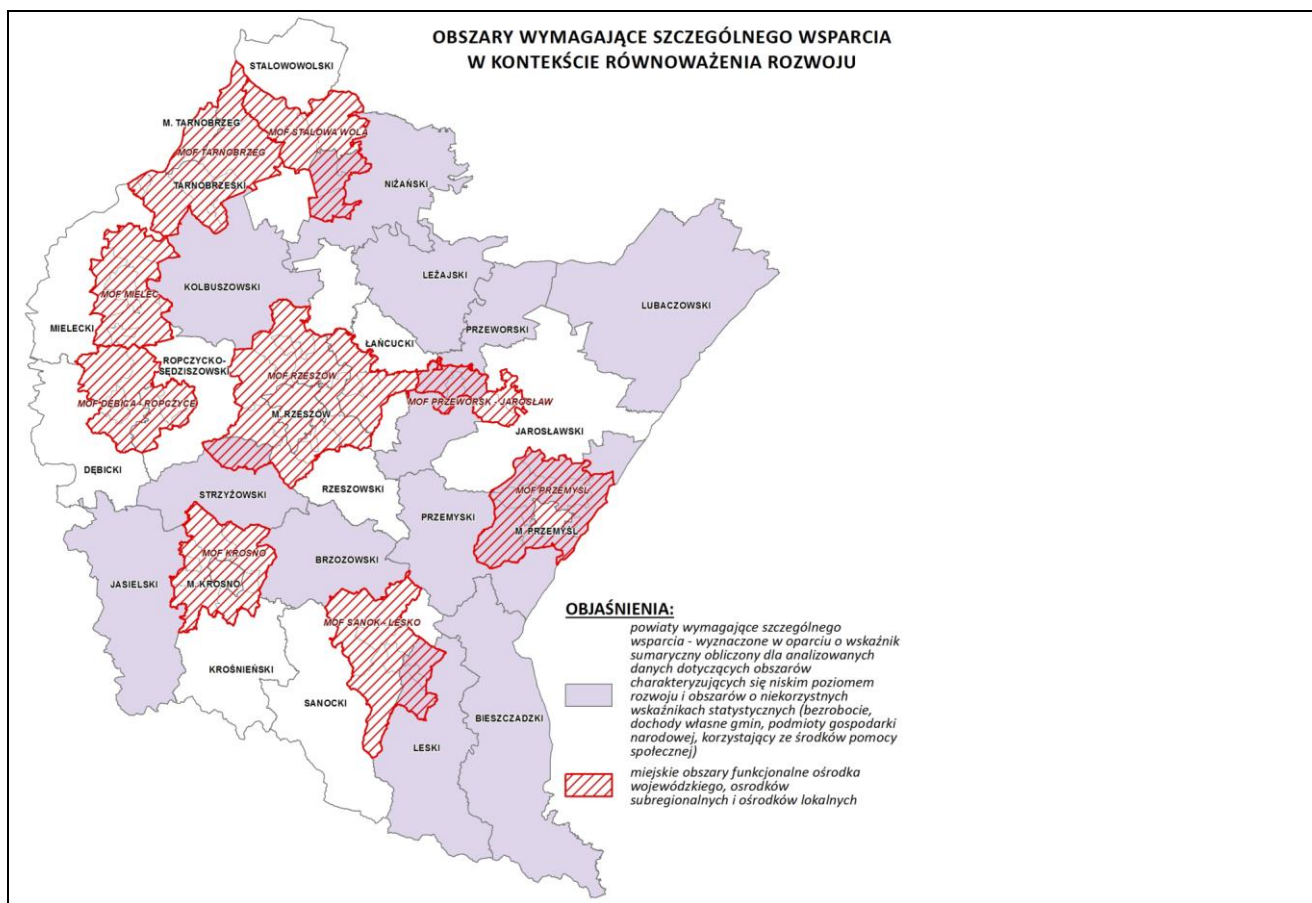 OBSZARY WYMAGAJĄCE SZCZEGÓLNEGO WSPARCIA
W KONTEKŚCIE RÓWNOWAŻENIA ROZWOJU
STALOWOWOLSKI
M. TARNOBRZEG
MOF STALOWA WOLA
MOF TARNOBRZEG
TARNOBRZESKI
NIŻAŃSKI
LEŻAJSKI
KOLBUSZOWSKI
MOF MIELEC
LUBACZOWSKI
MIELECKI
PRZEWORSKI
ŁAŃCUCKI
ROPCZYCKO-
SĘDZISZOWSKI
MOF RZESZÓW
MOF DĘBICA - ROPCZYCE
MOF PRZEWORSK - JAROSŁAW
M. RZESZÓW
JAROSŁAWSKI
DĘBICKI
RZESZOWSKI
STRZYŻOWSKI
MOF PRZEMYŚL
PRZEMYSKI
M. PRZEMYŚL
MOF KROSNO
BRZOZOWSKI
JASIELSKI
M. KROSNO
MOF SANOK - LESKO
KROŚNIEŃSKI
SANOCKI
BIESZCZADZKI
LESKI
OBJAŚNIENIA:
powiaty wymagające szczególnego
wsparcia - wyznaczone w oparciu o wskaźnik
sumaryczny obliczony dla analizowanych
danych dotyczących obszarów
charakteryzujących się niskim poziomem
rozwoju i obszarów o niekorzystnych
wskaźnikach statystycznych (bezrobocie,
dochody własne gmin, podmioty gospodarki
narodowej, korzystający ze środków pomocy
społecznej)
miejskie obszary funkcjonalne ośrodka
wojewódzkiego, osrodków
subregionalnych i ośrodków lokalnych